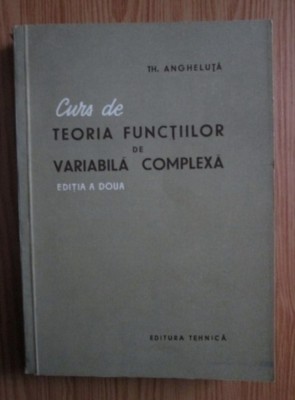 TH. ANGHELUȚĂ
Curs de
TEORIA FUNCȚIILOR
DE
VARIABILĂ COMPLEXĂ
EDIȚIA A DOUA
EDITURA TEHNICĂ